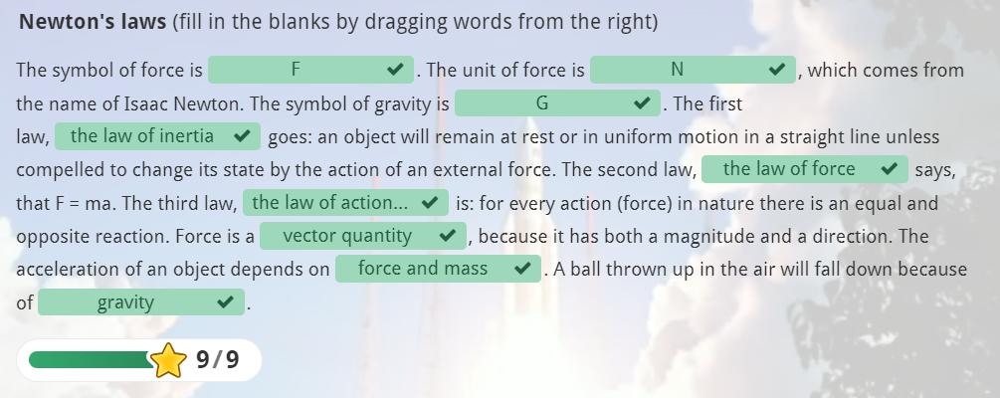 Newton's laws (fill in the blanks by dragging words from the right)
The symbol of force is F . The unit of force is N , which comes from
the name of Isaac Newton. The symbol of gravity is G . The first
law, the law of inertia goes: an object will remain at rest or in uniform motion in a straight line unless
compelled to change its state by the action of an external force. The second law, the law of force says,
that F = ma. The third law, the law of action... is: for every action (force) in nature there is an equal and
opposite reaction. Force is a vector quantity , because it has both a magnitude and a direction. The
acceleration of an object depends on force and mass . A ball thrown up in the air will fall down because
of gravity .
9/9